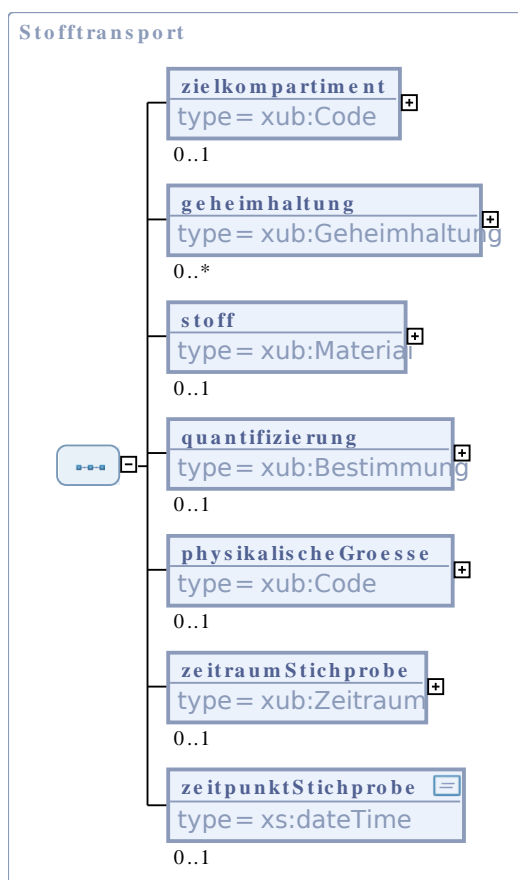 Stofftransport
zielkompartiment
type= xub:Code
0..1
geheimhaltung
type= xub:Geheimhaltung
0..*
stoff
type= xub:Material
0..1
quantifizierung
type= xub:Bestimmung
0..1
physikalischeGroesse
type= xub:Code
0..1
zeitraumStichprobe
type= xub:Zeitraum
0..1
zeitpunktStichprobe
type= xs:dateTime
0..1